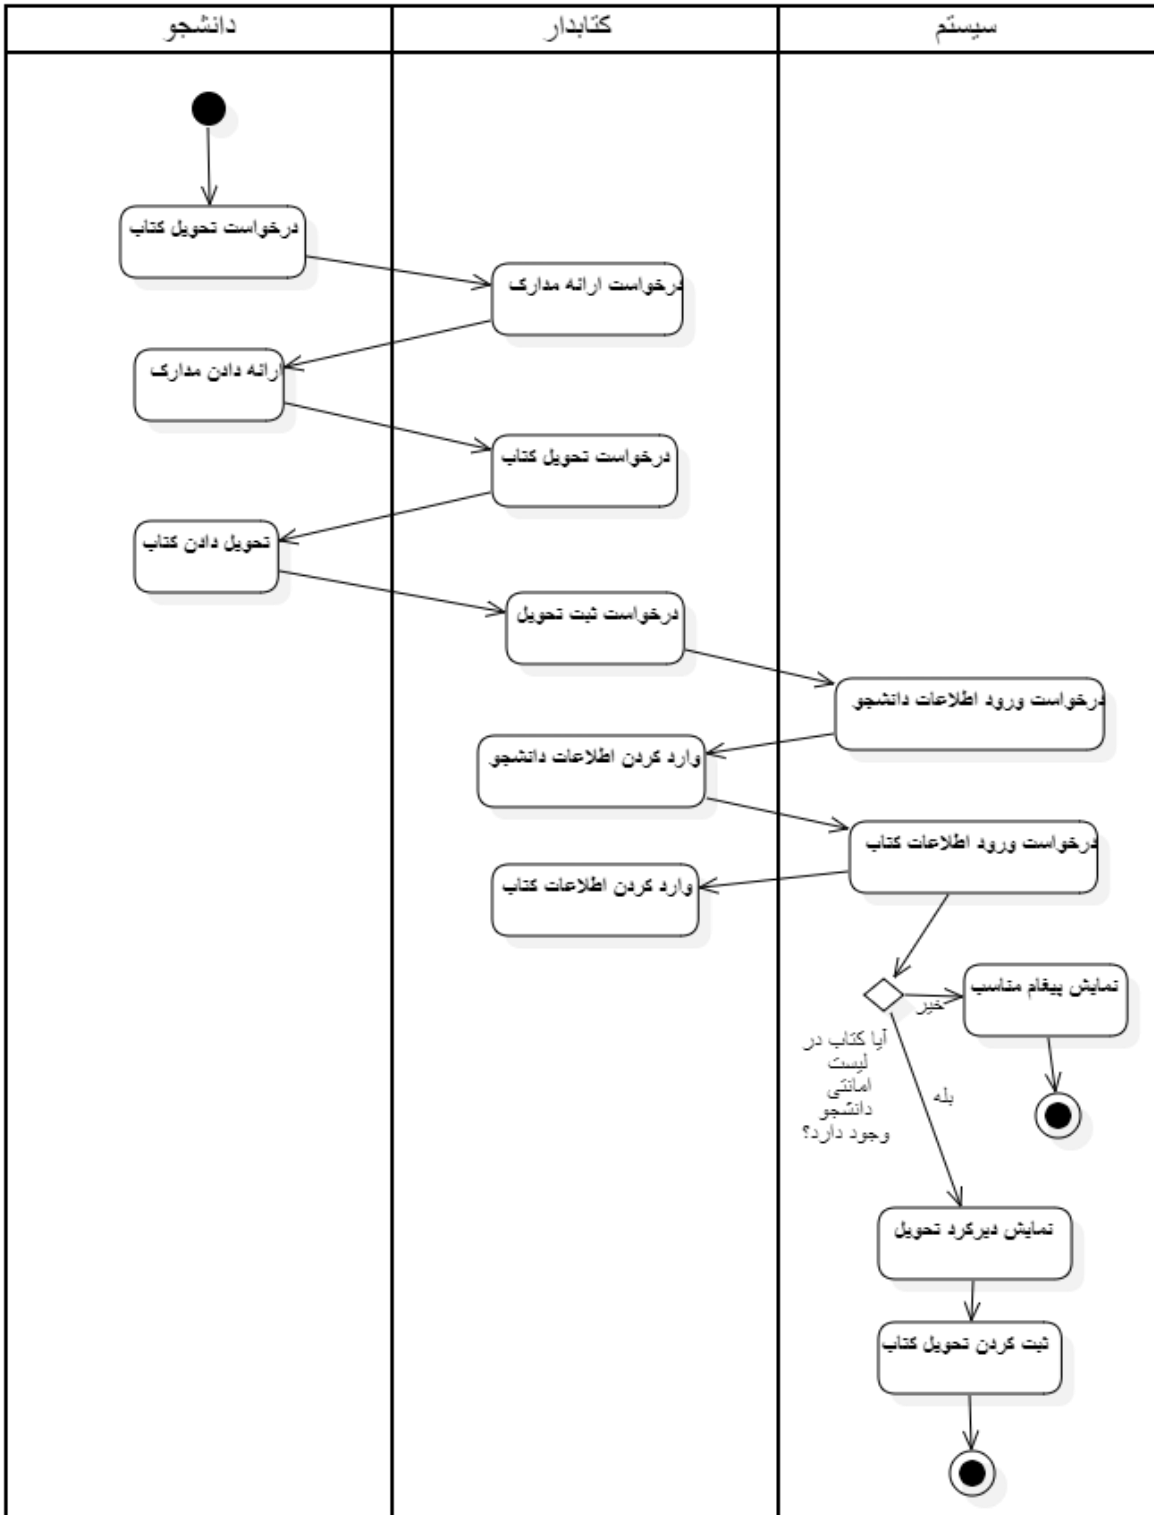 دانشجو
کتابدار
سیستم
درخواست تحویل کتاب
درخواست ارائه مدارک
ارائه دادن مدارک
درخواست تحویل کتاب
تحویل دادن کتاب
درخواست ثبت تحویل
درخواست ورود اطلاعات دانشجو
وارد کردن اطلاعات دانشجو
درخواست ورود اطلاعات کتاب
وارد کردن اطلاعات کتاب
نمایش پیغام مناسب
خیر
آیا کتاب در
لیست
امانتی
دانشجو
وجود دارد؟
بله
نمایش دیرکرد تحویل
ثبت کردن تحویل کتاب